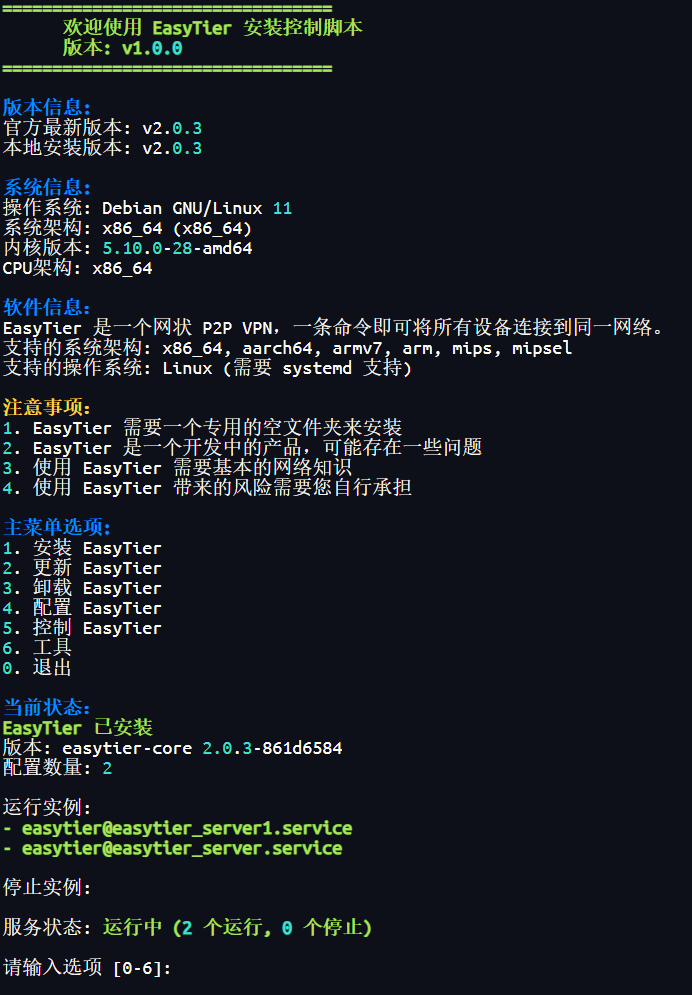 =================================
欢迎使用 EasyTier 安装控制脚本
版本: v1.0.0
=================================
版本信息:
官方最新版本: v2.0.3
本地安装版本: v2.0.3
系统信息:
操作系统: Debian GNU/Linux 11
系统架构: x86_64 (x86_64)
内核版本: 5.10.0-28-amd64
CPU架构: x86_64
软件信息:
EasyTier 是一个网状 P2P VPN，一条命令即可将所有设备连接到同一网络。
支持的系统架构: x86_64, aarch64, armv7, arm, mips, mipsel
支持的操作系统: Linux (需要 systemd 支持)
注意事项:
1. EasyTier 需要一个专用的空文件夹来安装
2. EasyTier 是一个开发中的产品，可能存在一些问题
3. 使用 EasyTier 需要基本的网络知识
4. 使用 EasyTier 带来的风险需要您自行承担
主菜单选项:
1. 安装 EasyTier
2. 更新 EasyTier
3. 卸载 EasyTier
4. 配置 EasyTier
5. 控制 EasyTier
6. 工具
0. 退出
当前状态:
EasyTier 已安装
版本: easytier-core 2.0.3-861d6584
配置数量: 2
运行实例:
- easytier@easytier_server1.service
- easytier@easytier_server.service
停止实例:
服务状态: 运行中 (2 个运行, 0 个停止)
请输入选项 [0-6]: